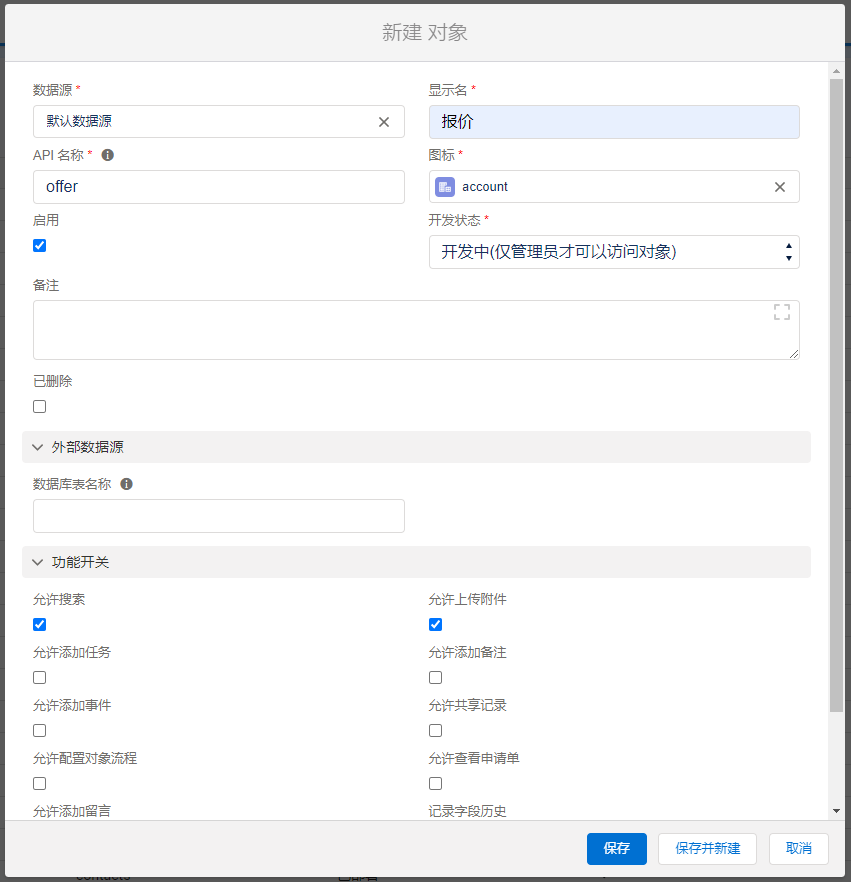 新建 对象
数据源 *
显示名 *
默认数据源
报价
API 名称 *
图标 *
offer
account
启用
开发状态 *
开发中(仅管理员才可以访问对象)
备注
已删除
外部数据源
数据库表名称
功能开关
允许搜索
允许上传附件
允许添加任务
允许添加备注
允许添加事件
允许共享记录
允许配置对象流程
允许查看申请单
允许添加留言
记录字段历史
保存
保存并新建
取消
contacts
已部署